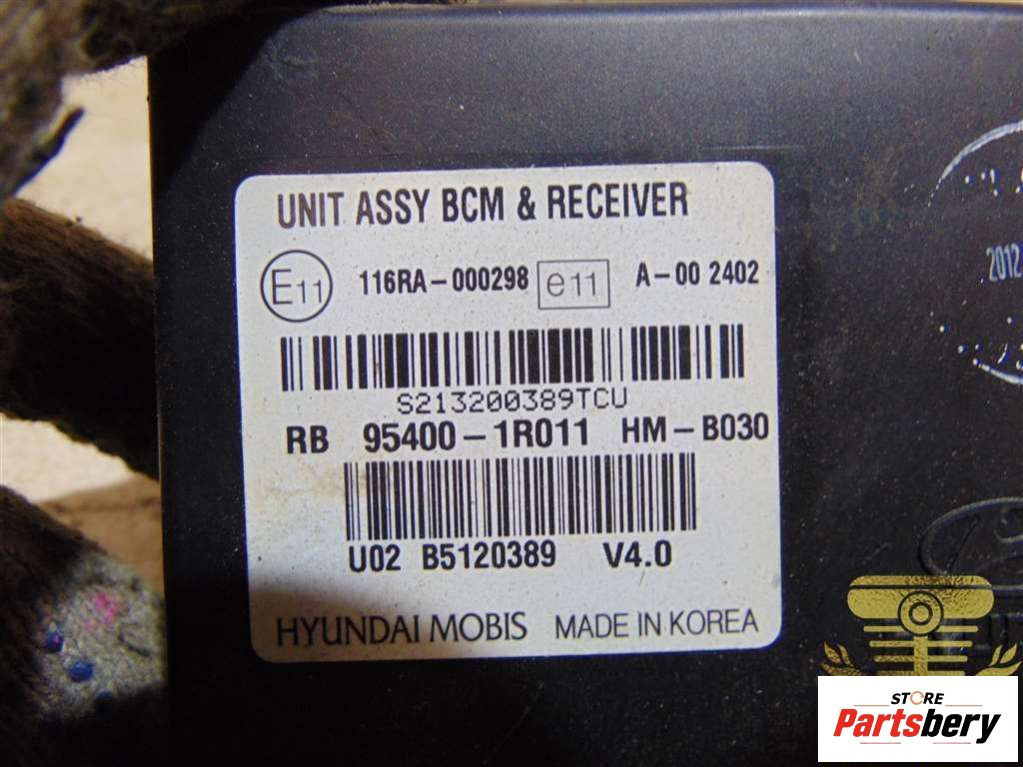 UNIT ASSY BCM & RECEIVER
E11 116RA-000298 e11 A-00 2402
S213200389TCU
RB 95400-1R011 HM-B030
U02 B5120389 V4.0
HYUNDAI MOBIS MADE IN KOREA
2012
STORE
Partsbery